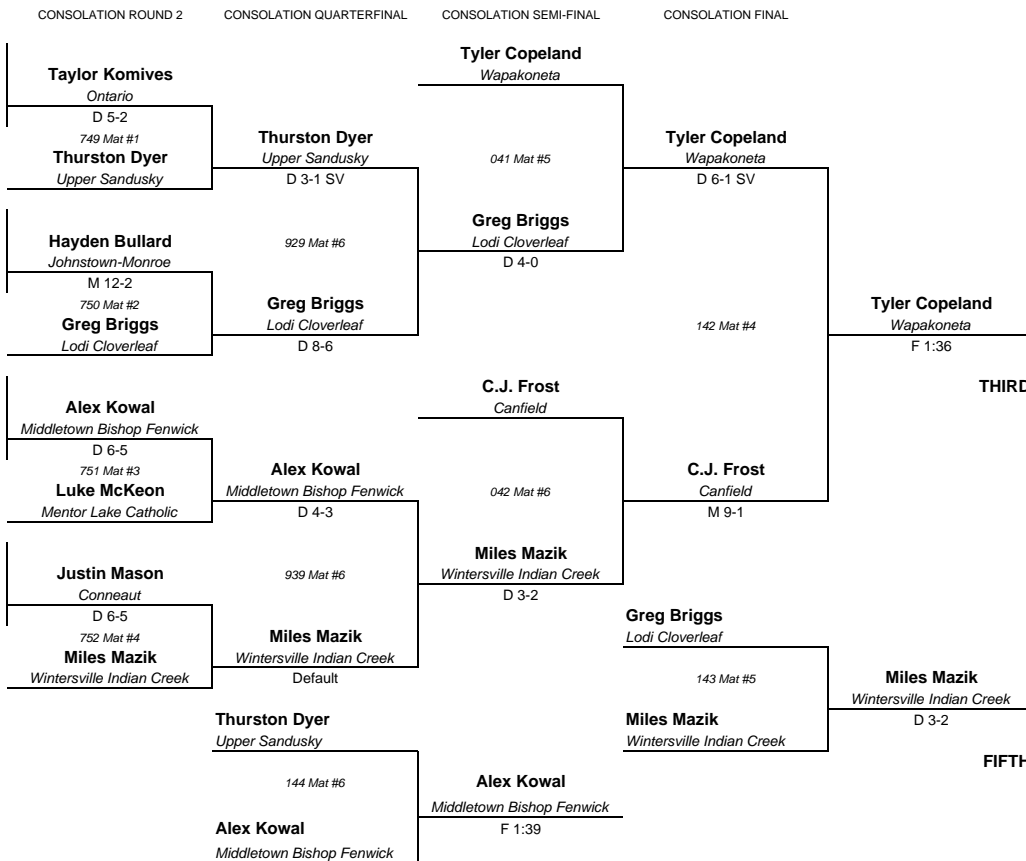 CONSOLATION ROUND 2
CONSOLATION QUARTERFINAL
CONSOLATION SEMI-FINAL
CONSOLATION FINAL
Taylor Komives
Ontario
D 5-2
749 Mat #1
Thurston Dyer
Upper Sandusky
Hayden Bullard
Johnstown-Monroe
M 12-2
750 Mat #2
Greg Briggs
Lodi Cloverleaf
Alex Kowal
Middletown Bishop Fenwick
D 6-5
751 Mat #3
Luke McKeon
Mentor Lake Catholic
Justin Mason
Conneaut
D 6-5
752 Mat #4
Miles Mazik
Wintersville Indian Creek
Thurston Dyer
Upper Sandusky
D 3-1 SV
929 Mat #6
Greg Briggs
Lodi Cloverleaf
D 8-6
Alex Kowal
Middletown Bishop Fenwick
D 4-3
939 Mat #6
Miles Mazik
Wintersville Indian Creek
Default
Thurston Dyer
Upper Sandusky
144 Mat #6
Alex Kowal
Middletown Bishop Fenwick
Tyler Copeland
Wapakoneta
041 Mat #5
Greg Briggs
Lodi Cloverleaf
D 4-0
C.J. Frost
Canfield
042 Mat #6
Miles Mazik
Wintersville Indian Creek
D 3-2
Alex Kowal
Middletown Bishop Fenwick
F 1:39
Tyler Copeland
Wapakoneta
D 6-1 SV
142 Mat #4
C.J. Frost
Canfield
M 9-1
Greg Briggs
Lodi Cloverleaf
143 Mat #5
Miles Mazik
Wintersville Indian Creek
Tyler Copeland
Wapakoneta
F 1:36
THIRD
Miles Mazik
Wintersville Indian Creek
D 3-2
FIFTH